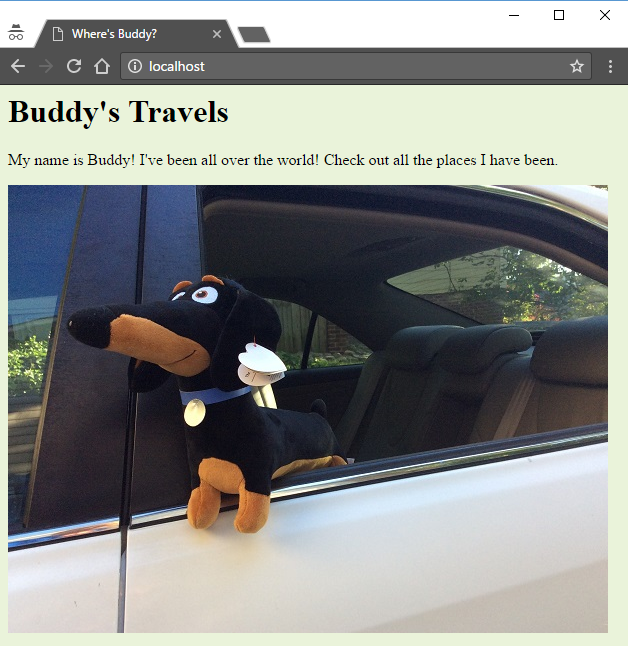 Where's Buddy?
localhost
Buddy's Travels
My name is Buddy! I've been all over the world! Check out all the places I have been.